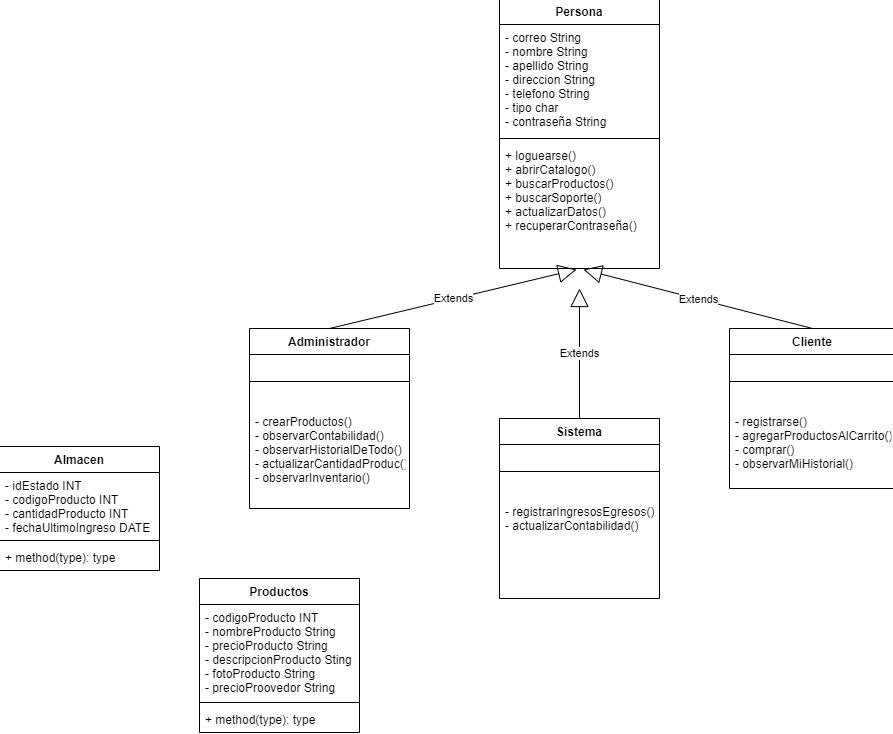 Persona
- correo String
- nombre String
- apellido String
- direccion String
- telefono String
- tipo char
- contraseña String
+ loguearse()
+ abrirCatalogo()
+ buscarProductos()
+ buscarSoporte()
+ actualizarDatos()
+ recuperarContraseña()
Extends
Extends
Extends
Administrador
- crearProductos()
- observarContabilidad()
- observarHistorialDeTodo()
- actualizarCantidadProduc(
- observarInventario()
Sistema
- registrarIngresosEgresos()
- actualizarContabilidad()
Cliente
- registrarse()
- agregarProductosAlCarrito()
- comprar()
- observarMiHistorial()
Almacen
- idEstado INT
- codigoProducto INT
- cantidadProducto INT
- fechaUltimoIngreso DATE
+ method(type): type
Productos
- codigoProducto INT
- nombreProducto String
- precioProducto String
- descripcionProducto Sting
- fotoProducto String
- precioProovedor String
+ method(type): type